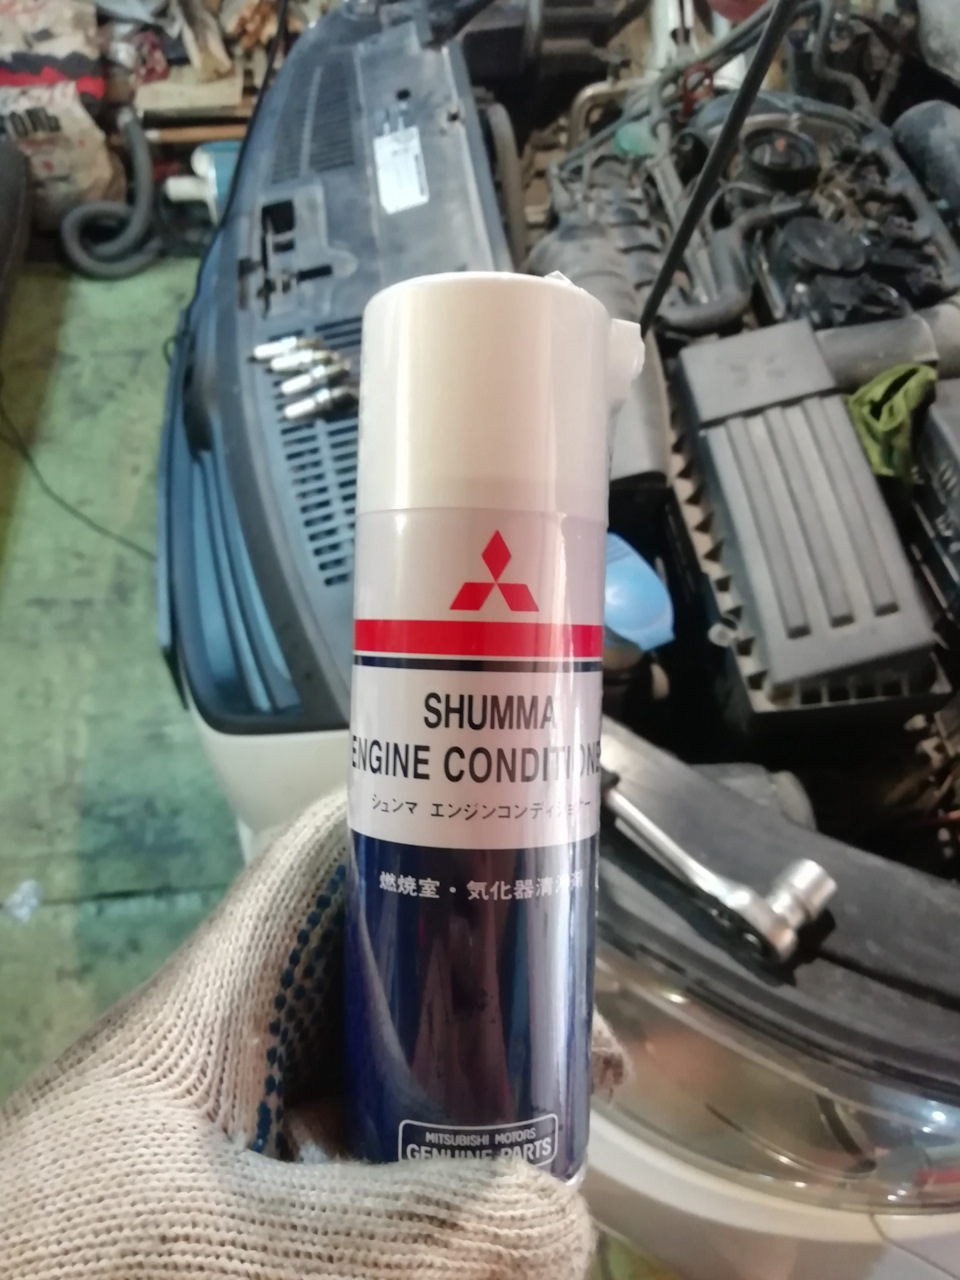 SHUMMA
ENGINE CONDITIONE
シュンマ エンジンコンディショナー
燃焼室・気化器清浄剤
MITSUBISHI MOTORS
GENUINE PARTS